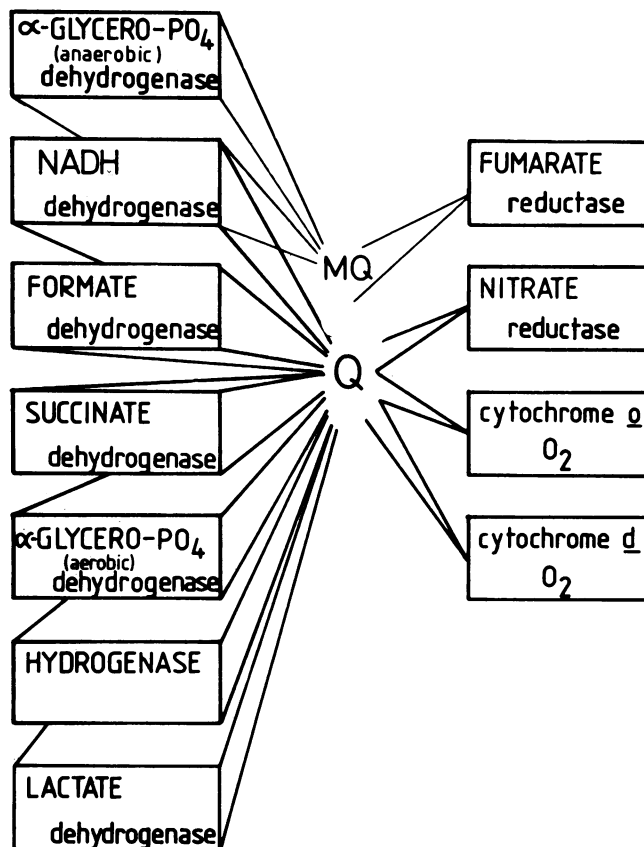 ∝-GLYCERO-PO₄
(anaerobic)
dehydrogenase
NADH
dehydrogenase
FORMATE
dehydrogenase
SUCCINATE
dehydrogenase
∝-GLYCERO-PO₄
(aerobic)
dehydrogenase
HYDROGENASE
LACTATE
dehydrogenase
MQ
Q
FUMARATE
reductase
NITRATE
reductase
cytochrome o
O₂
cytochrome d
O₂